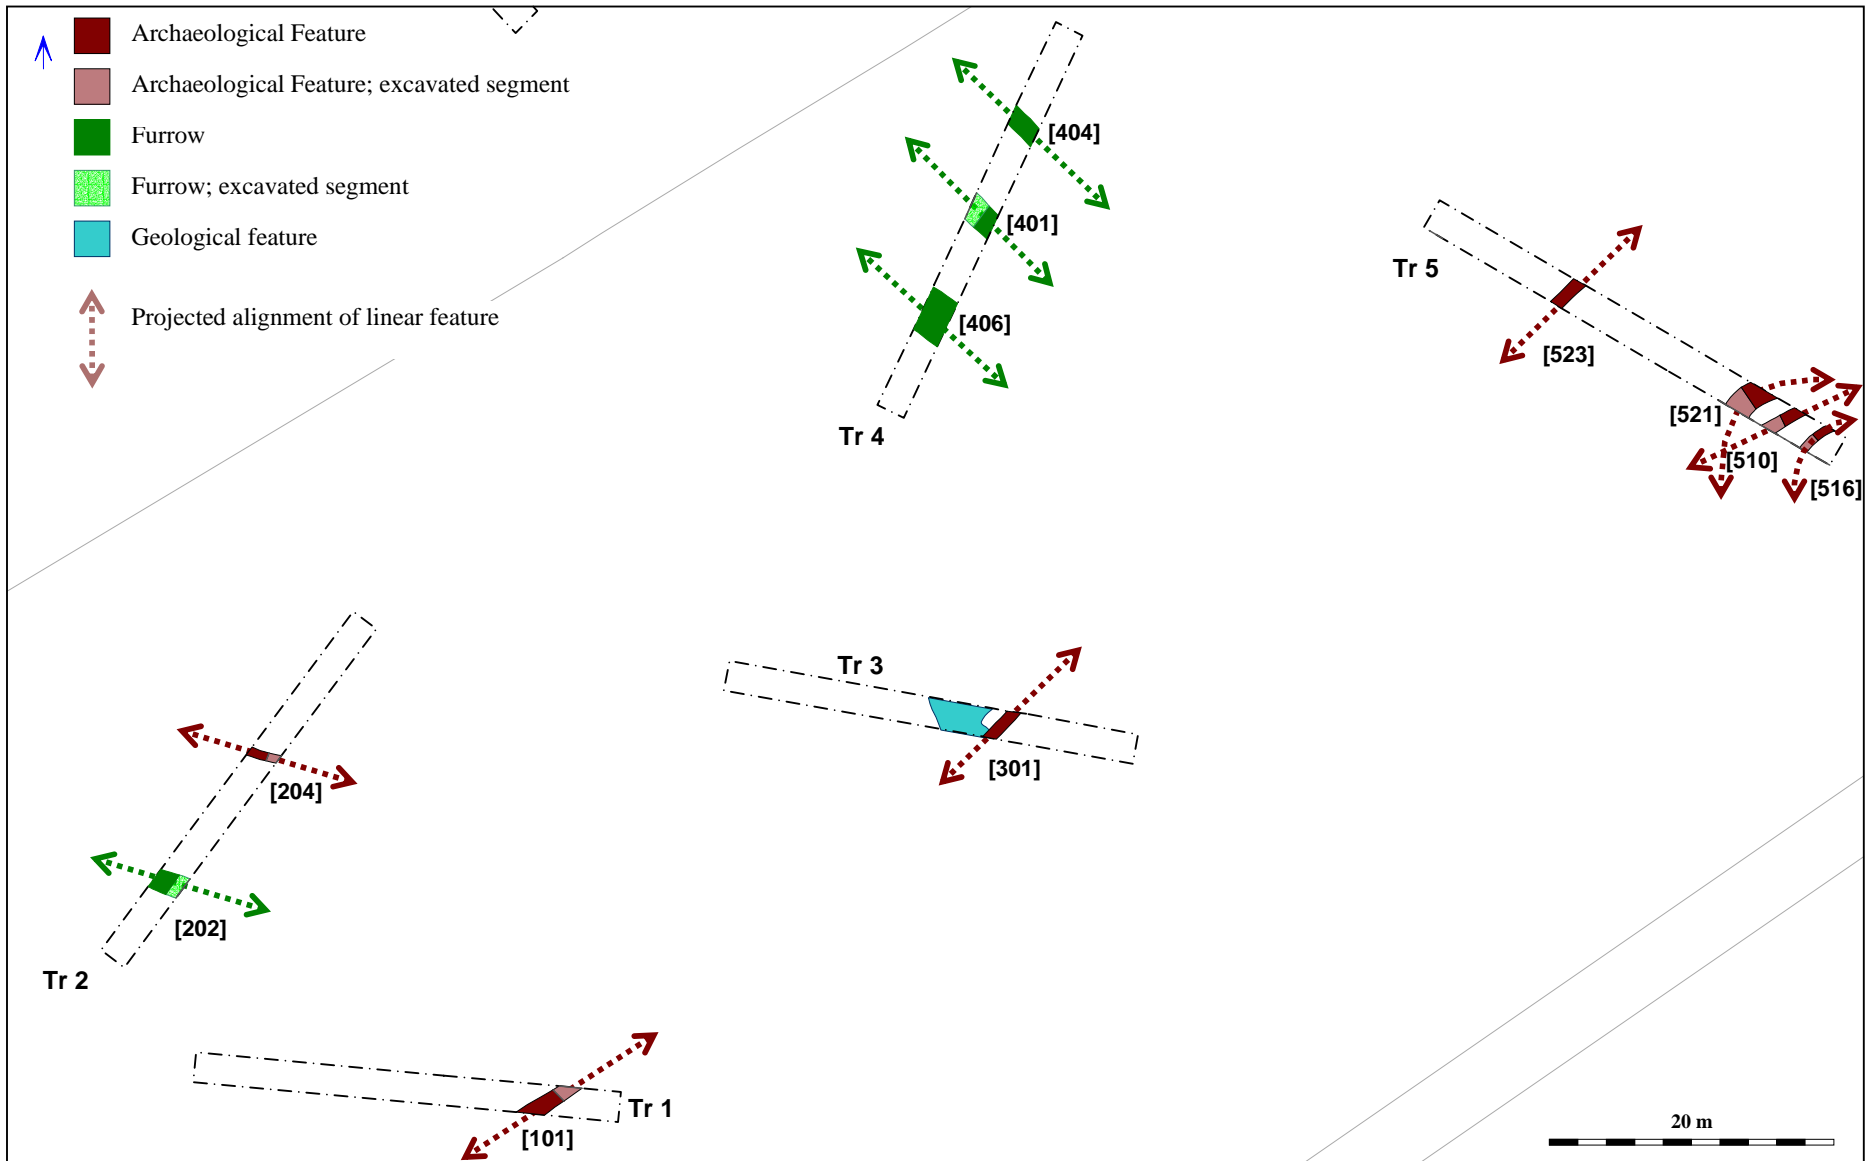 Archaeological Feature
Archaeological Feature; excavated segment
Furrow
Furrow; excavated segment
Geological feature
Projected alignment of linear feature
[404]
[401]
[406]
Tr 4
Tr 5
[523]
[521]
[510]
[516]
Tr 3
[301]
[204]
[202]
Tr 2
Tr 1
[101]
20 m